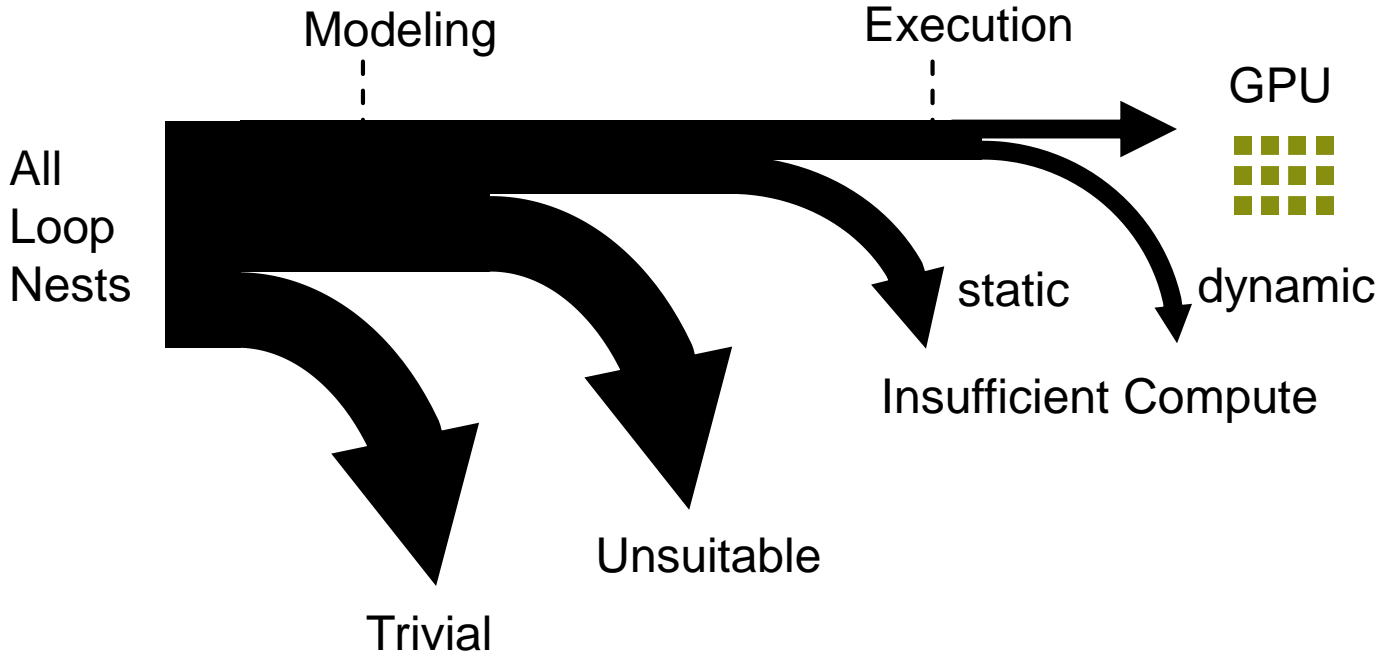 Modeling
Execution
GPU
All
Loop
Nests
static
dynamic
Insufficient Compute
Unsuitable
Trivial